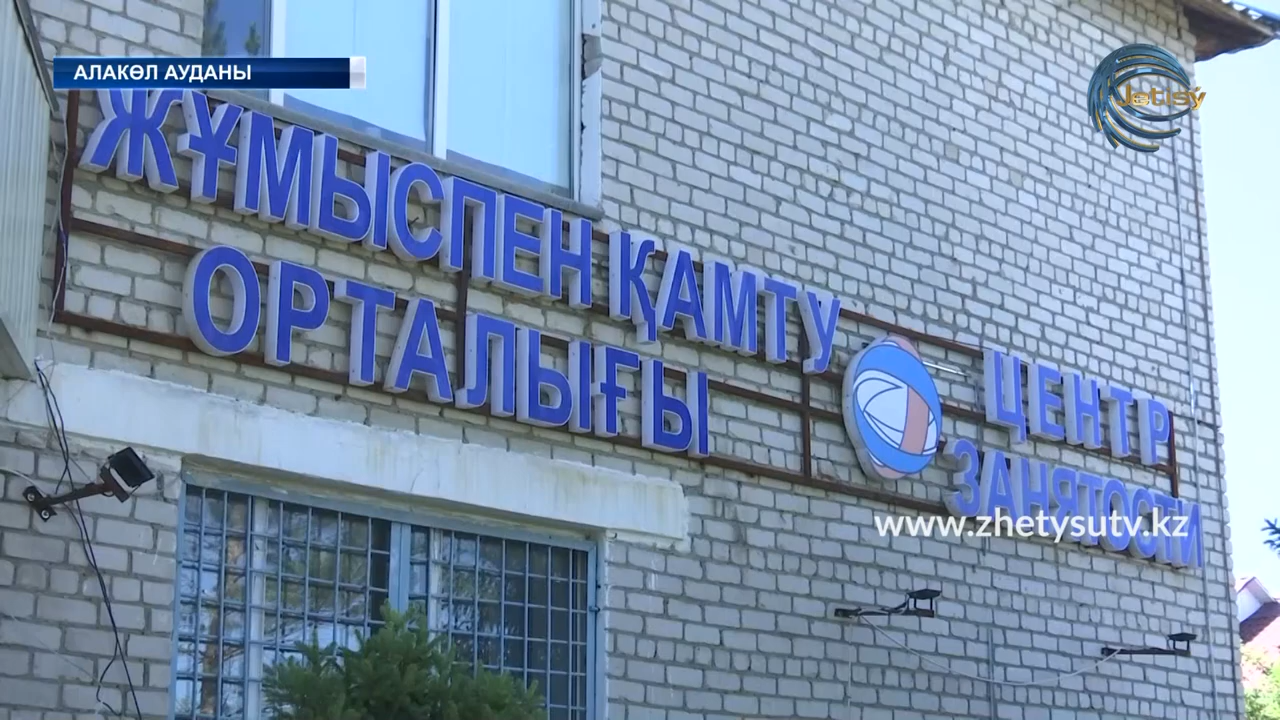 АЛАКӨЛ АУДАНЫ
Jetisý
ЖҰМЫСПЕН ҚАМТУ
ОРТАЛЫҒЫ
ЦЕНТР
ЗАНЯТОСТИ
www.zhetysutv.kz